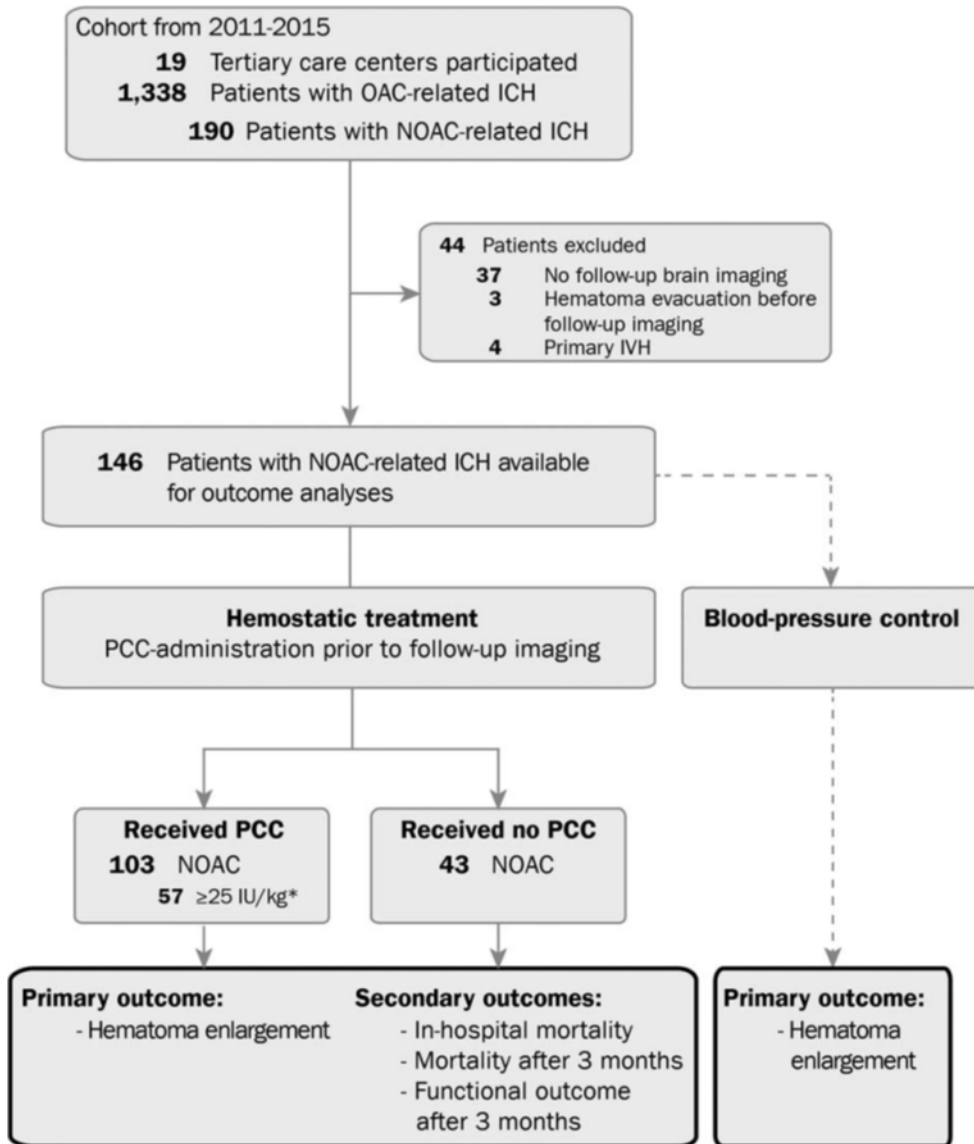 Cohort from 2011-2015
19 Tertiary care centers participated
1,338 Patients with OAC-related ICH
190 Patients with NOAC-related ICH
44 Patients excluded
37 No follow-up brain imaging
3 Hematoma evacuation before
follow-up imaging
4 Primary IVH
146 Patients with NOAC-related ICH available
for outcome analyses
Hemostatic treatment
PCC-administration prior to follow-up imaging
Blood-pressure control
Received PCC
103 NOAC
57 ≥25 IU/kg*
Received no PCC
43 NOAC
Primary outcome:
- Hematoma enlargement
Secondary outcomes:
- In-hospital mortality
- Mortality after 3 months
- Functional outcome
after 3 months
Primary outcome:
- Hematoma
enlargement